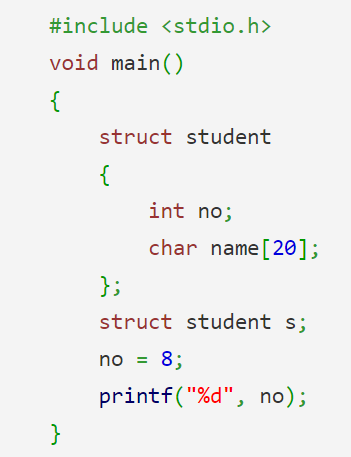 #include <stdio.h>
void main()
{
    struct student
    {
        int no;
        char name[20];
    };
    struct student s;
    no = 8;
    printf("%d", no);
}